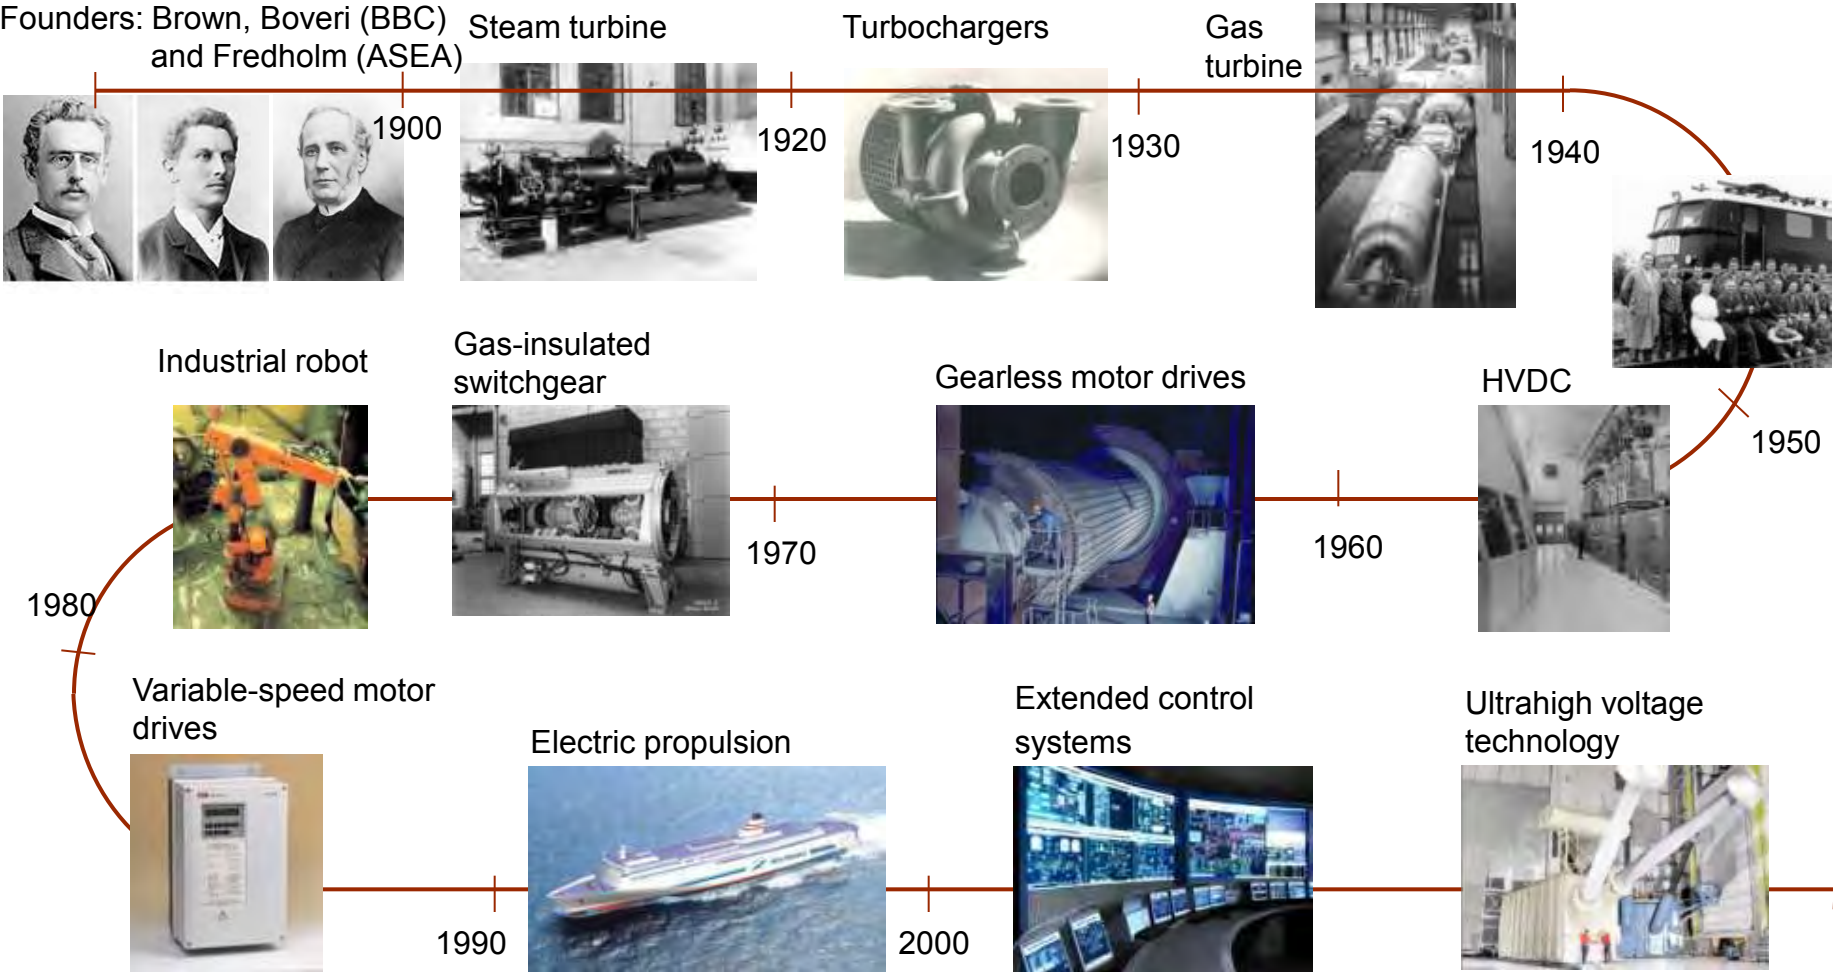 Founders: Brown, Boveri (BBC)
and Fredholm (ASEA)
Steam turbine
Turbochargers
Gas
turbine
1900
1920
1930
1940
1950
HVDC
1960
Gearless motor drives
1970
Gas-insulated
switchgear
Industrial robot
1980
Variable-speed motor
drives
1990
Electric propulsion
2000
Extended control
systems
Ultrahigh voltage
technology